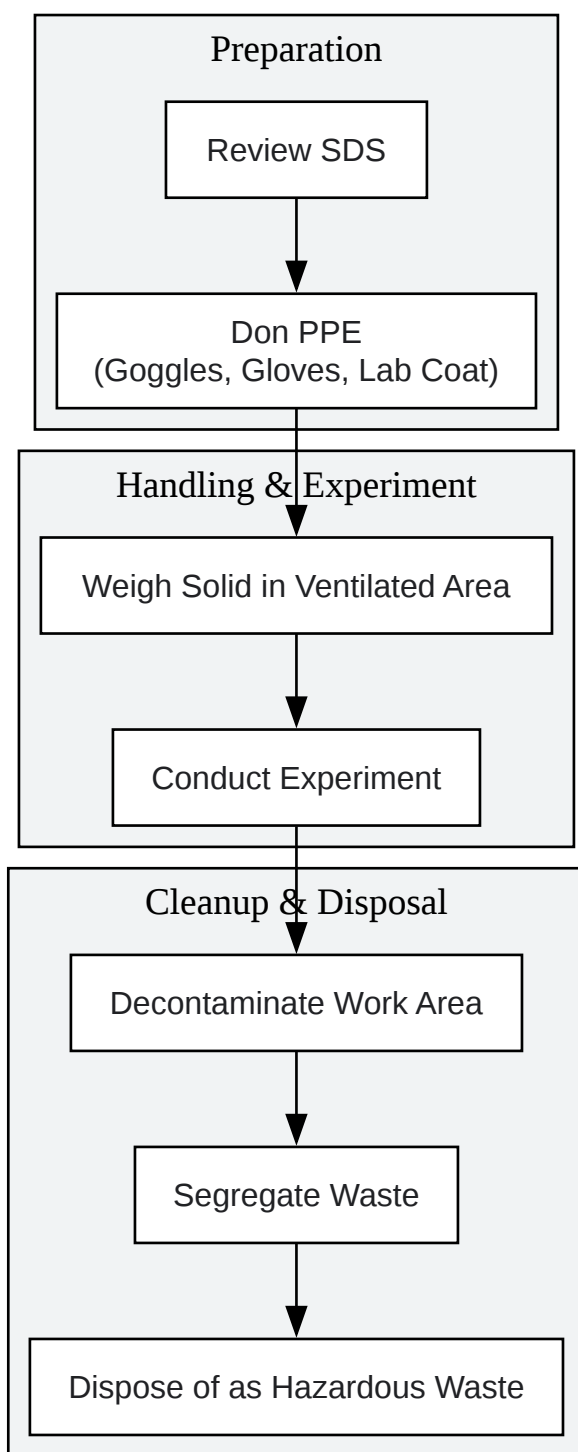 Preparation
Review SDS
Don PPE
(Goggles, Gloves, Lab Coat)
Handling & Experiment
Weigh Solid in Ventilated Area
Conduct Experiment
Cleanup & Disposal
Decontaminate Work Area
Segregate Waste
Dispose of as Hazardous Waste